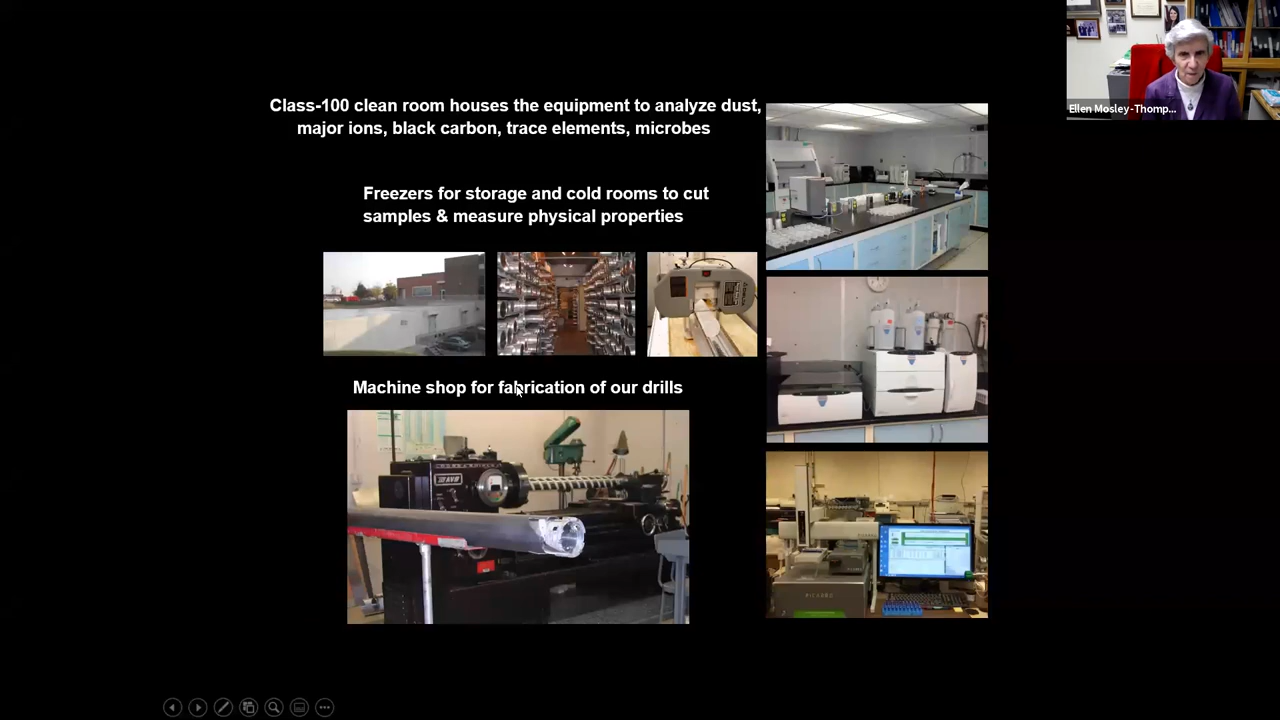 Class-100 clean room houses the equipment to analyze dust,
major ions, black carbon, trace elements, microbes
Freezers for storage and cold rooms to cut
samples & measure physical properties
Machine shop for fabrication of our drills
PICARRO
Ellen Mosley-Thomp...